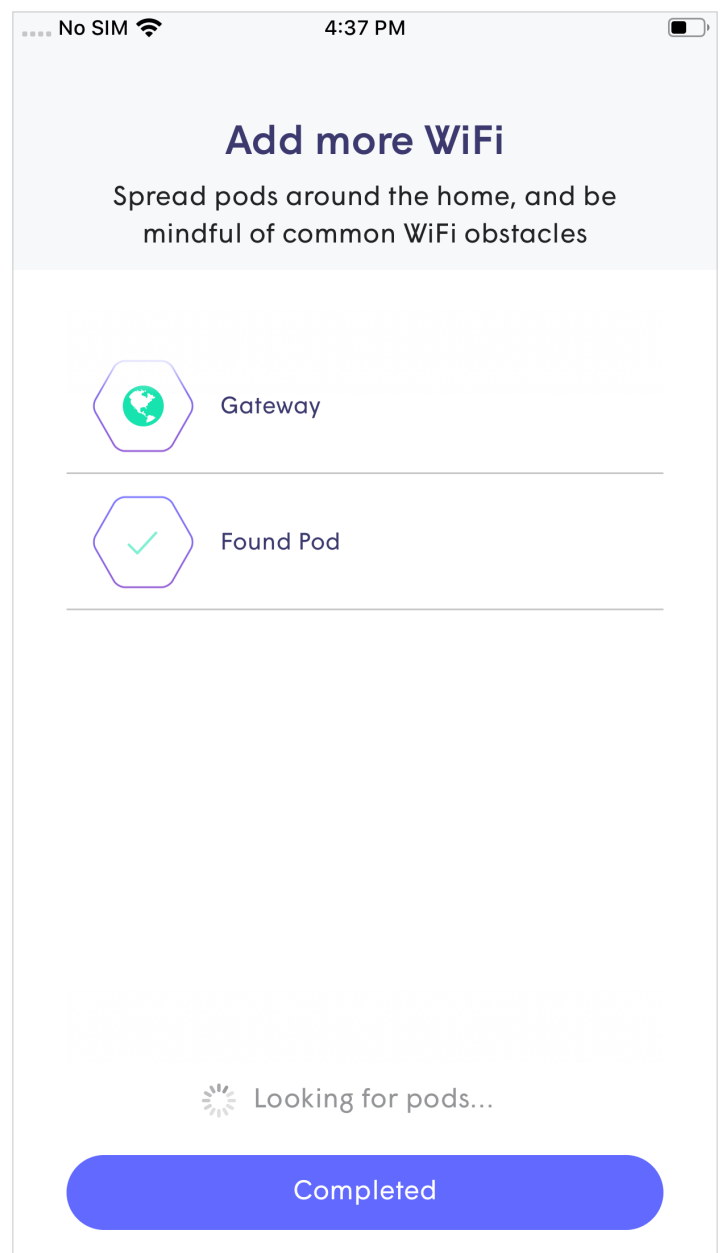 No SIM 4:37 PM
Add more WiFi
Spread pods around the home, and be
mindful of common WiFi obstacles
Gateway
Found Pod
Looking for pods...
Completed